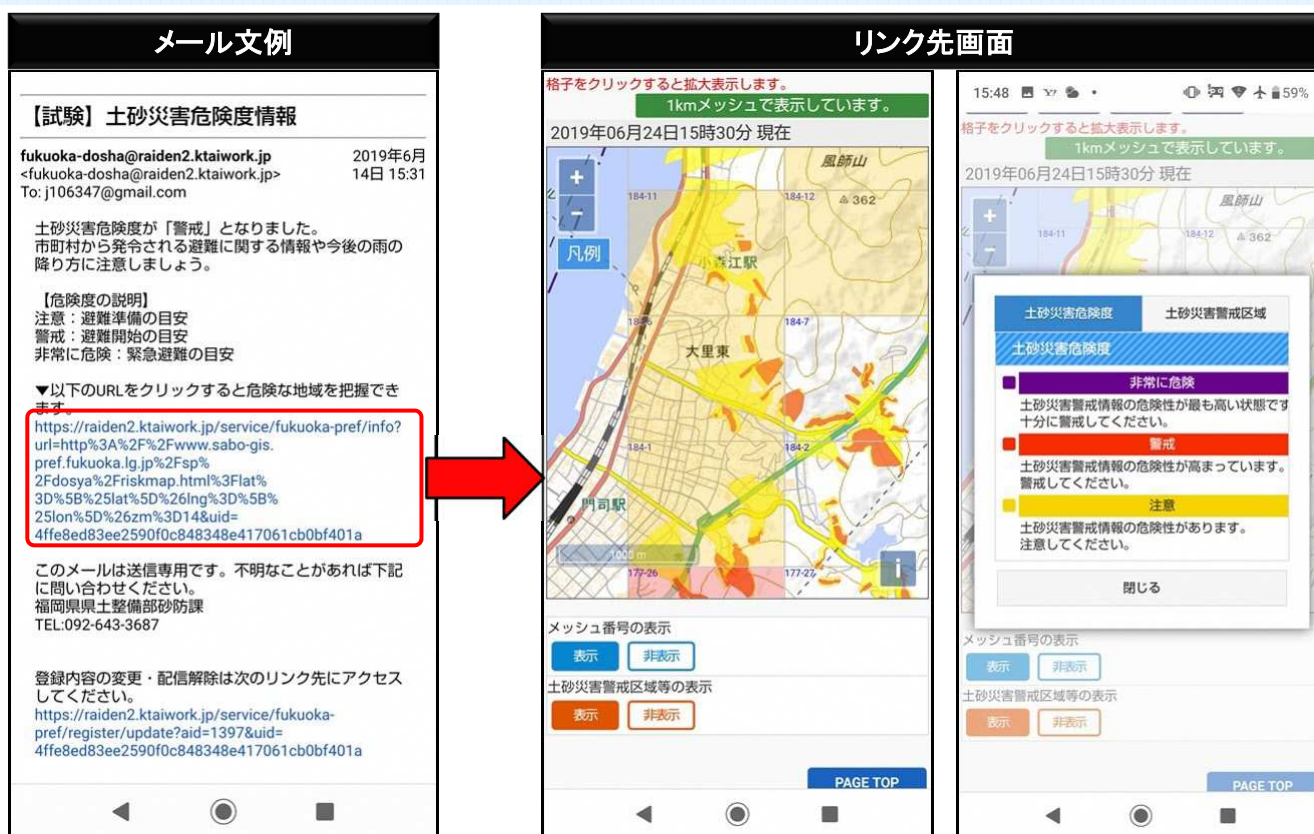 メール文例
【試験】土砂災害危険度情報
fukuoka-dosha@raiden2.ktaiwork.jp 2019年6月
<fukuoka-dosha@raiden2.ktaiwork.jp> 14日 15:31
To: j106347@gmail.com
土砂災害危険度が「警戒」となりました。
市町村から発令される避難に関する情報や今後の雨の
降り方に注意しましょう。
【危険度の説明】
注意：避難準備の目安
警戒：避難開始の目安
非常に危険：緊急避難の目安
▼以下のURLをクリックすると危険な地域を把握でき
ます。
https://raiden2.ktaiwork.jp/service/fukuoka-pref/info?
url=http%3A%2F%2Fwww.sabo-gis.
pref.fukuoka.lg.jp%2Fsp%
2Fdosya%2Friskmap.html%3Flat%
3D%5B%25lat%5D%26lng%3D%5B%
25lon%5D%26zm%3D14&uid=
4ffe8ed83ee2590f0c848348e417061cb0bf401a
このメールは送信専用です。不明なことがあれば下記
に問い合わせください。
福岡県県土整備部砂防課
TEL:092-643-3687
登録内容の変更・配信解除は次のリンク先にアクセス
してください。
https://raiden2.ktaiwork.jp/service/fukuoka-
pref/register/update?aid=1397&uid=
4ffe8ed83ee2590f0c848348e417061cb0bf401a
リンク先画面
格子をクリックすると拡大表示します。
1kmメッシュで表示しています。
2019年06月24日15時30分 現在
+
-
凡例
風師山
184-11
184-12
362
小森江駅
184-7
大里東
184-1
184-2
門司駅
1000 m
177-26
177-27
i
メッシュ番号の表示
表示 非表示
土砂災害警戒区域等の表示
表示 非表示
PAGE TOP
15:48 59%
格子をクリックすると拡大表示します。
1kmメッシュで表示しています。
2019年06月24日15時30分 現在
+
-
風師山
184-11
184-12
362
土砂災害危険度 土砂災害警戒区域
土砂災害危険度
非常に危険
土砂災害警戒情報の危険性が最も高い状態です
十分に警戒してください。
警戒
土砂災害警戒情報の危険性が高まっています。
警戒してください。
注意
土砂災害警戒情報の危険性があります。
注意してください。
閉じる
メッシュ番号の表示
表示 非表示
土砂災害警戒区域等の表示
表示 非表示
PAGE TOP